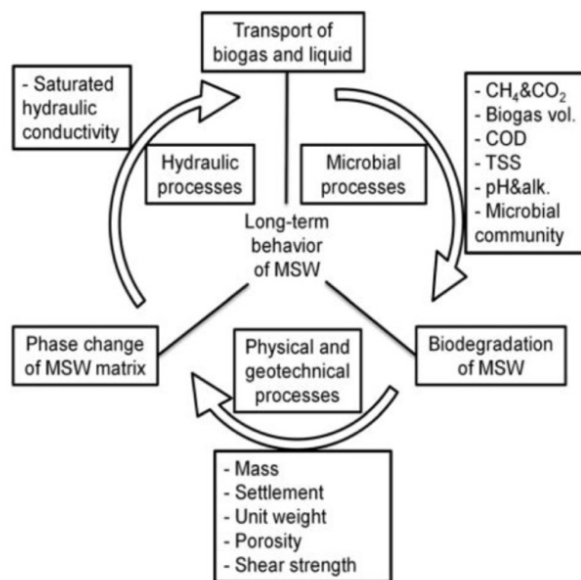 Transport of
biogas and liquid
- Saturated
hydraulic
conductivity
- CH₄&CO₂
- Biogas vol.
- COD
- TSS
- pH&alk.
- Microbial
community
Hydraulic
processes
Microbial
processes
Long-term
behavior
of MSW
Phase change
of MSW matrix
Physical and
geotechnical
processes
Biodegradation
of MSW
- Mass
- Settlement
- Unit weight
- Porosity
- Shear strength